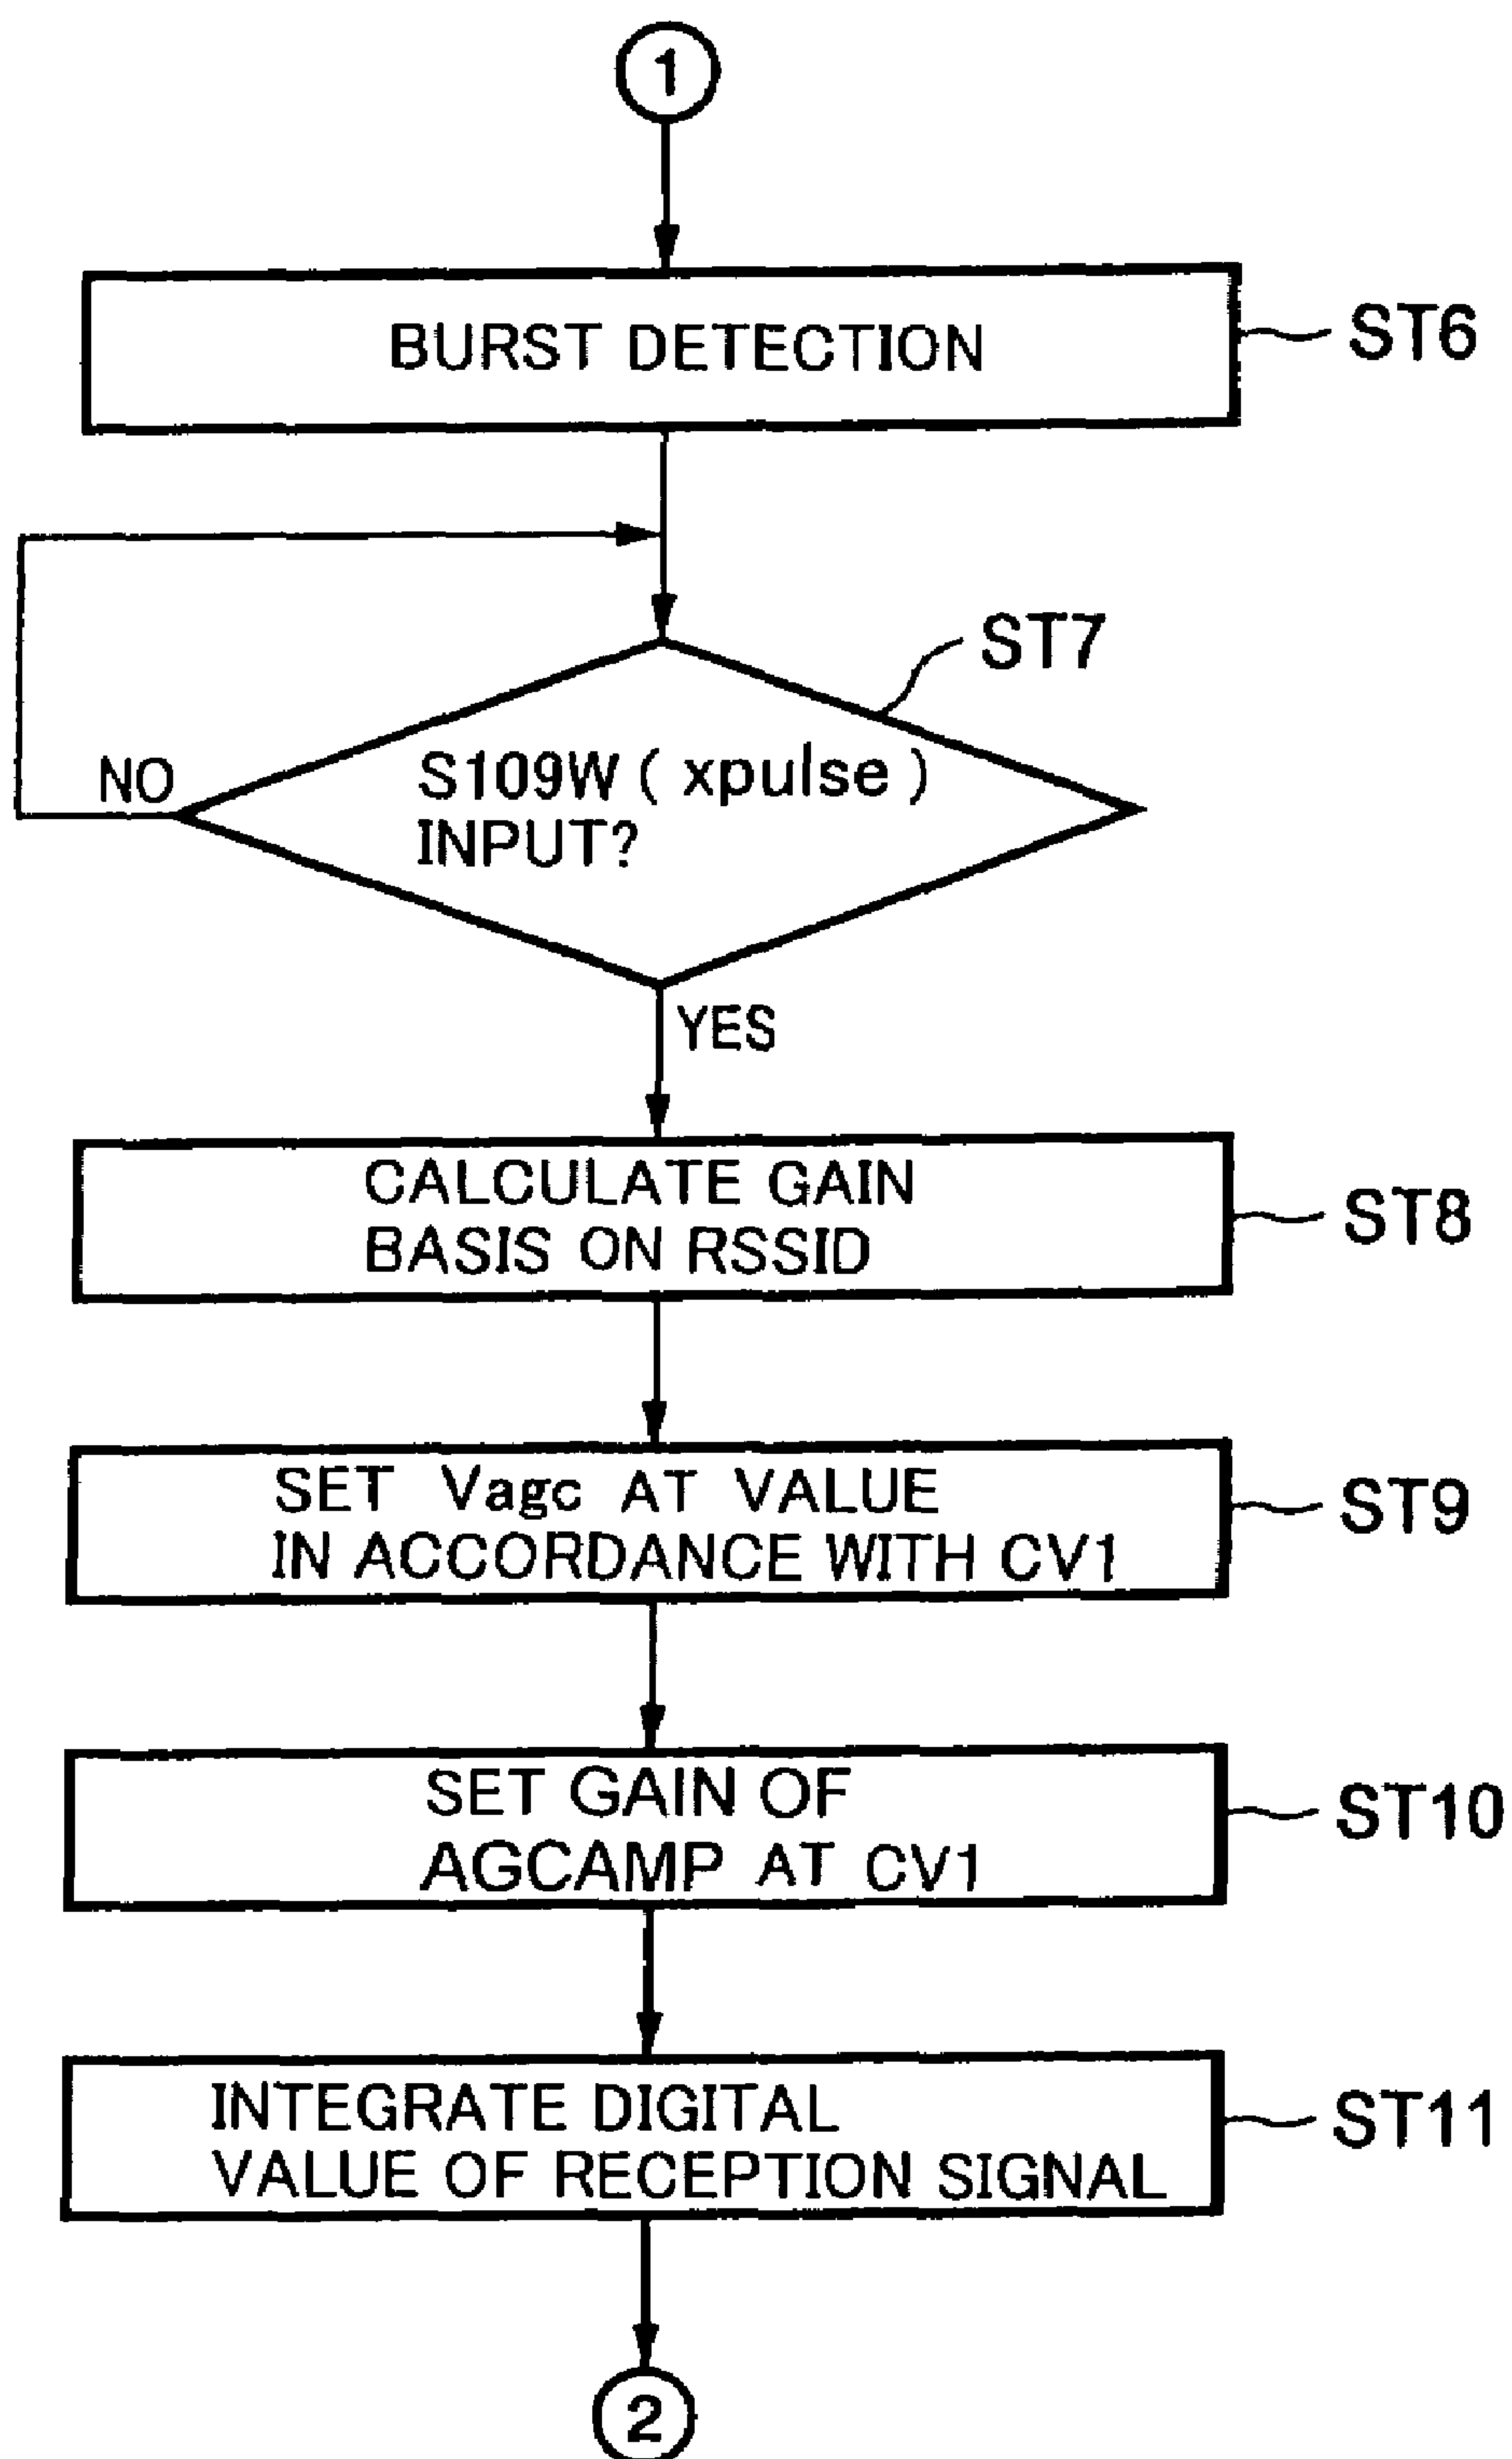 1
BURST DETECTION
ST6
ST7
NO
S109W ( xpulse )
INPUT?
YES
CALCULATE GAIN
BASIS ON RSSID
ST8
SET Vagc AT VALUE
IN ACCORDANCE WITH CV1
ST9
SET GAIN OF
AGCAMP AT CV1
ST10
INTEGRATE DIGITAL
VALUE OF RECEPTION SIGNAL
ST11
2